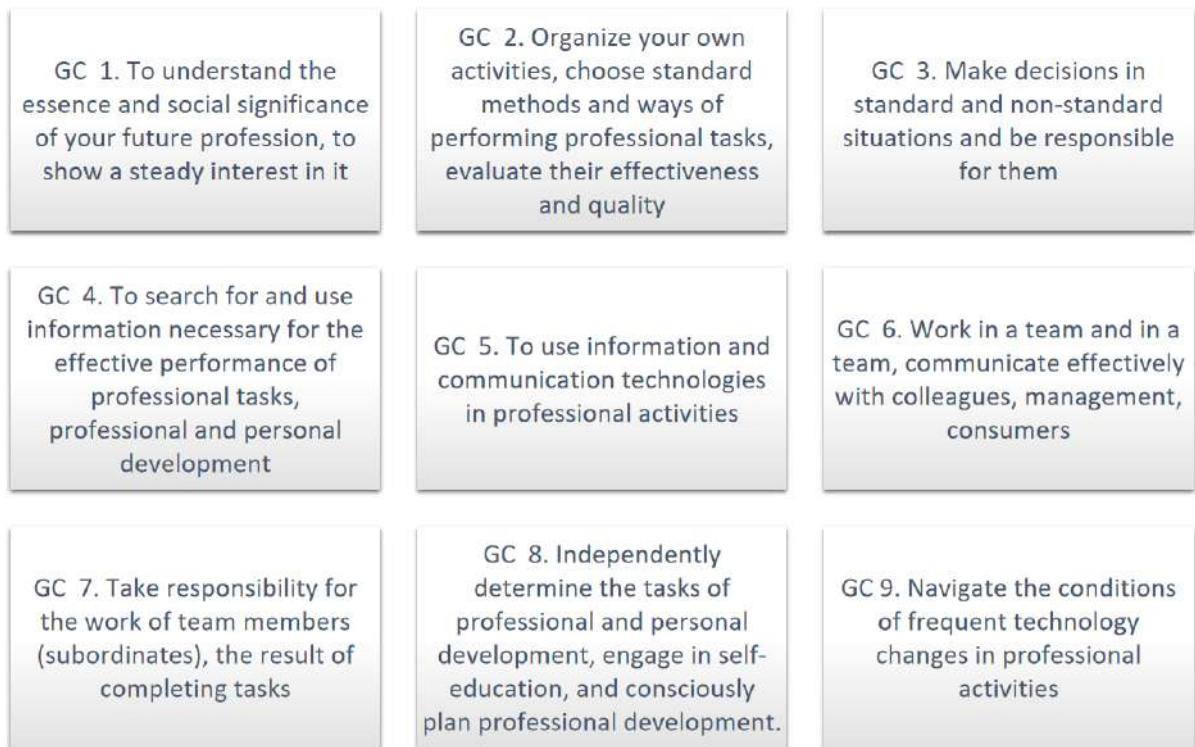 GC 1. To understand the
essence and social significance
of your future profession, to
show a steady interest in it
GC 2. Organize your own
activities, choose standard
methods and ways of
performing professional tasks,
evaluate their effectiveness
and quality
GC 3. Make decisions in
standard and non-standard
situations and be responsible
for them
GC 4. To search for and use
information necessary for the
effective performance of
professional tasks,
professional and personal
development
GC 5. To use information and
communication technologies
in professional activities
GC 6. Work in a team and in a
team, communicate effectively
with colleagues, management,
consumers
GC 7. Take responsibility for
the work of team members
(subordinates), the result of
completing tasks
GC 8. Independently
determine the tasks of
professional and personal
development, engage in self-
education, and consciously
plan professional development.
GC 9. Navigate the conditions
of frequent technology
changes in professional
activities